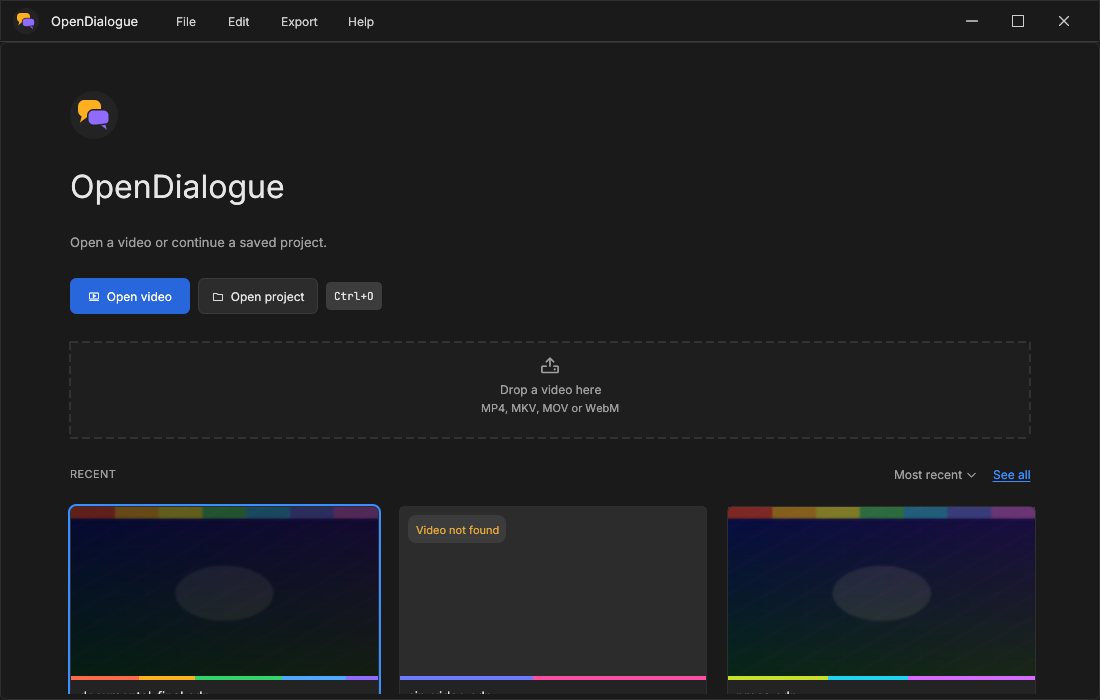 OpenDialogue File Edit Export Help
OpenDialogue
Open a video or continue a saved project.
Open video Open project Ctrl+O
Drop a video here
MP4, MKV, MOV or WebM
RECENT Most recent See all
Video not found